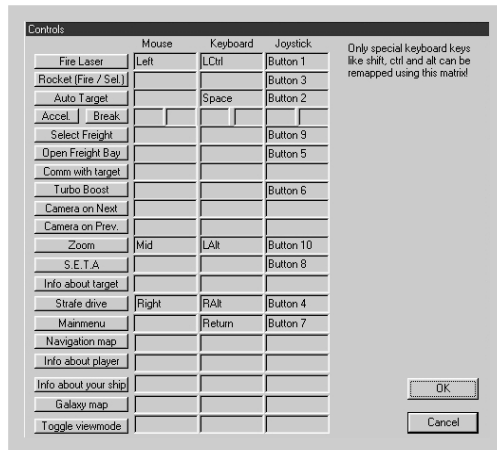 Controls
Mouse Keyboard Joystick
Fire Laser Left LCtrl Button 1
Rocket (Fire / Sel.) Button 3
Auto Target Space Button 2
Accel. Break
Select Freight Button 9
Open Freight Bay Button 5
Comm with target
Turbo Boost Button 6
Camera on Next
Camera on Prev.
Zoom Mid LAlt Button 10
S.E.T.A Button 8
Info about target
Strafe drive Right RAlt Button 4
Mainmenu Return Button 7
Navigation map
Info about player
Info about your ship
Galaxy map
Toggle viewmode
Only special keyboard keys
like shift, ctrl and alt can be
remapped using this matrix!
OK
Cancel